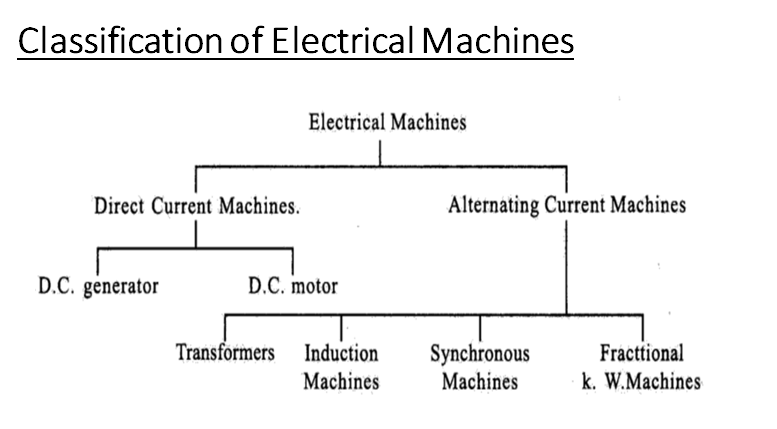 Classification of Electrical Machines
Electrical Machines
Direct Current Machines.
Alternating Current Machines
D.C. generator
D.C. motor
Transformers
Induction
Machines
Synchronous
Machines
Fracttional
k. W.Machines